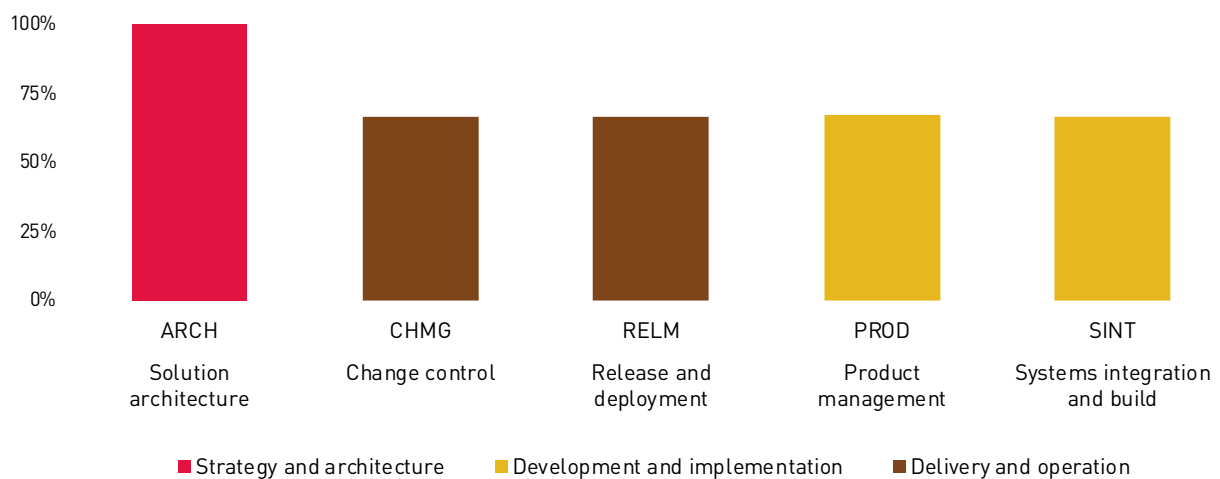 100%
75%
50%
25%
0%
ARCH
CHMG
RELM
PROD
SINT
Solution
architecture
Change control
Release and
deployment
Product
management
Systems integration
and build
Strategy and architecture
Development and implementation
Delivery and operation